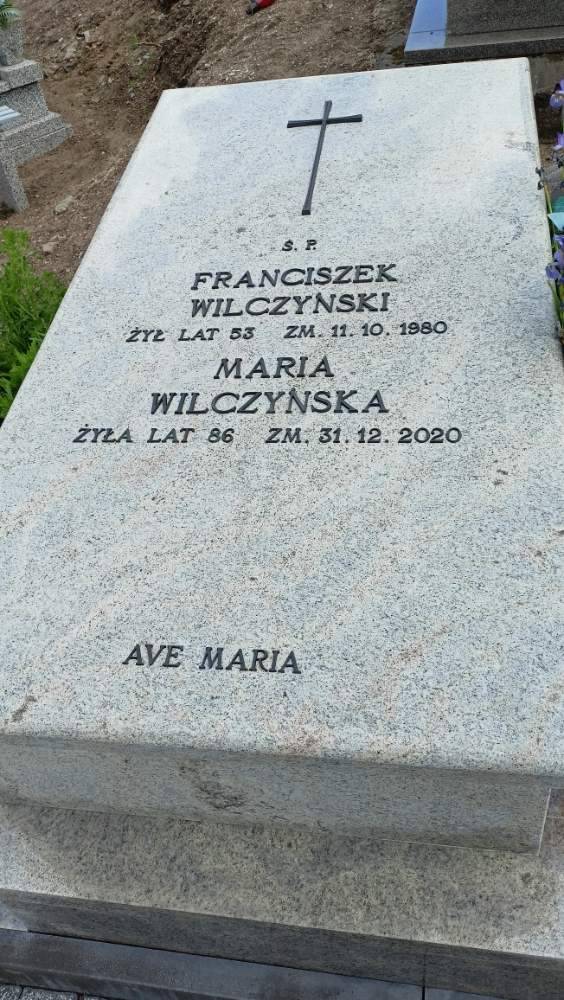 Ś. P.
FRANCISZEK
WILCZYŃSKI
ŻYŁ LAT 53 ZM. 11. 10. 1980
MARIA
WILCZYŃSKA
ŻYŁA LAT 86 ZM. 31. 12. 2020
AVE MARIA